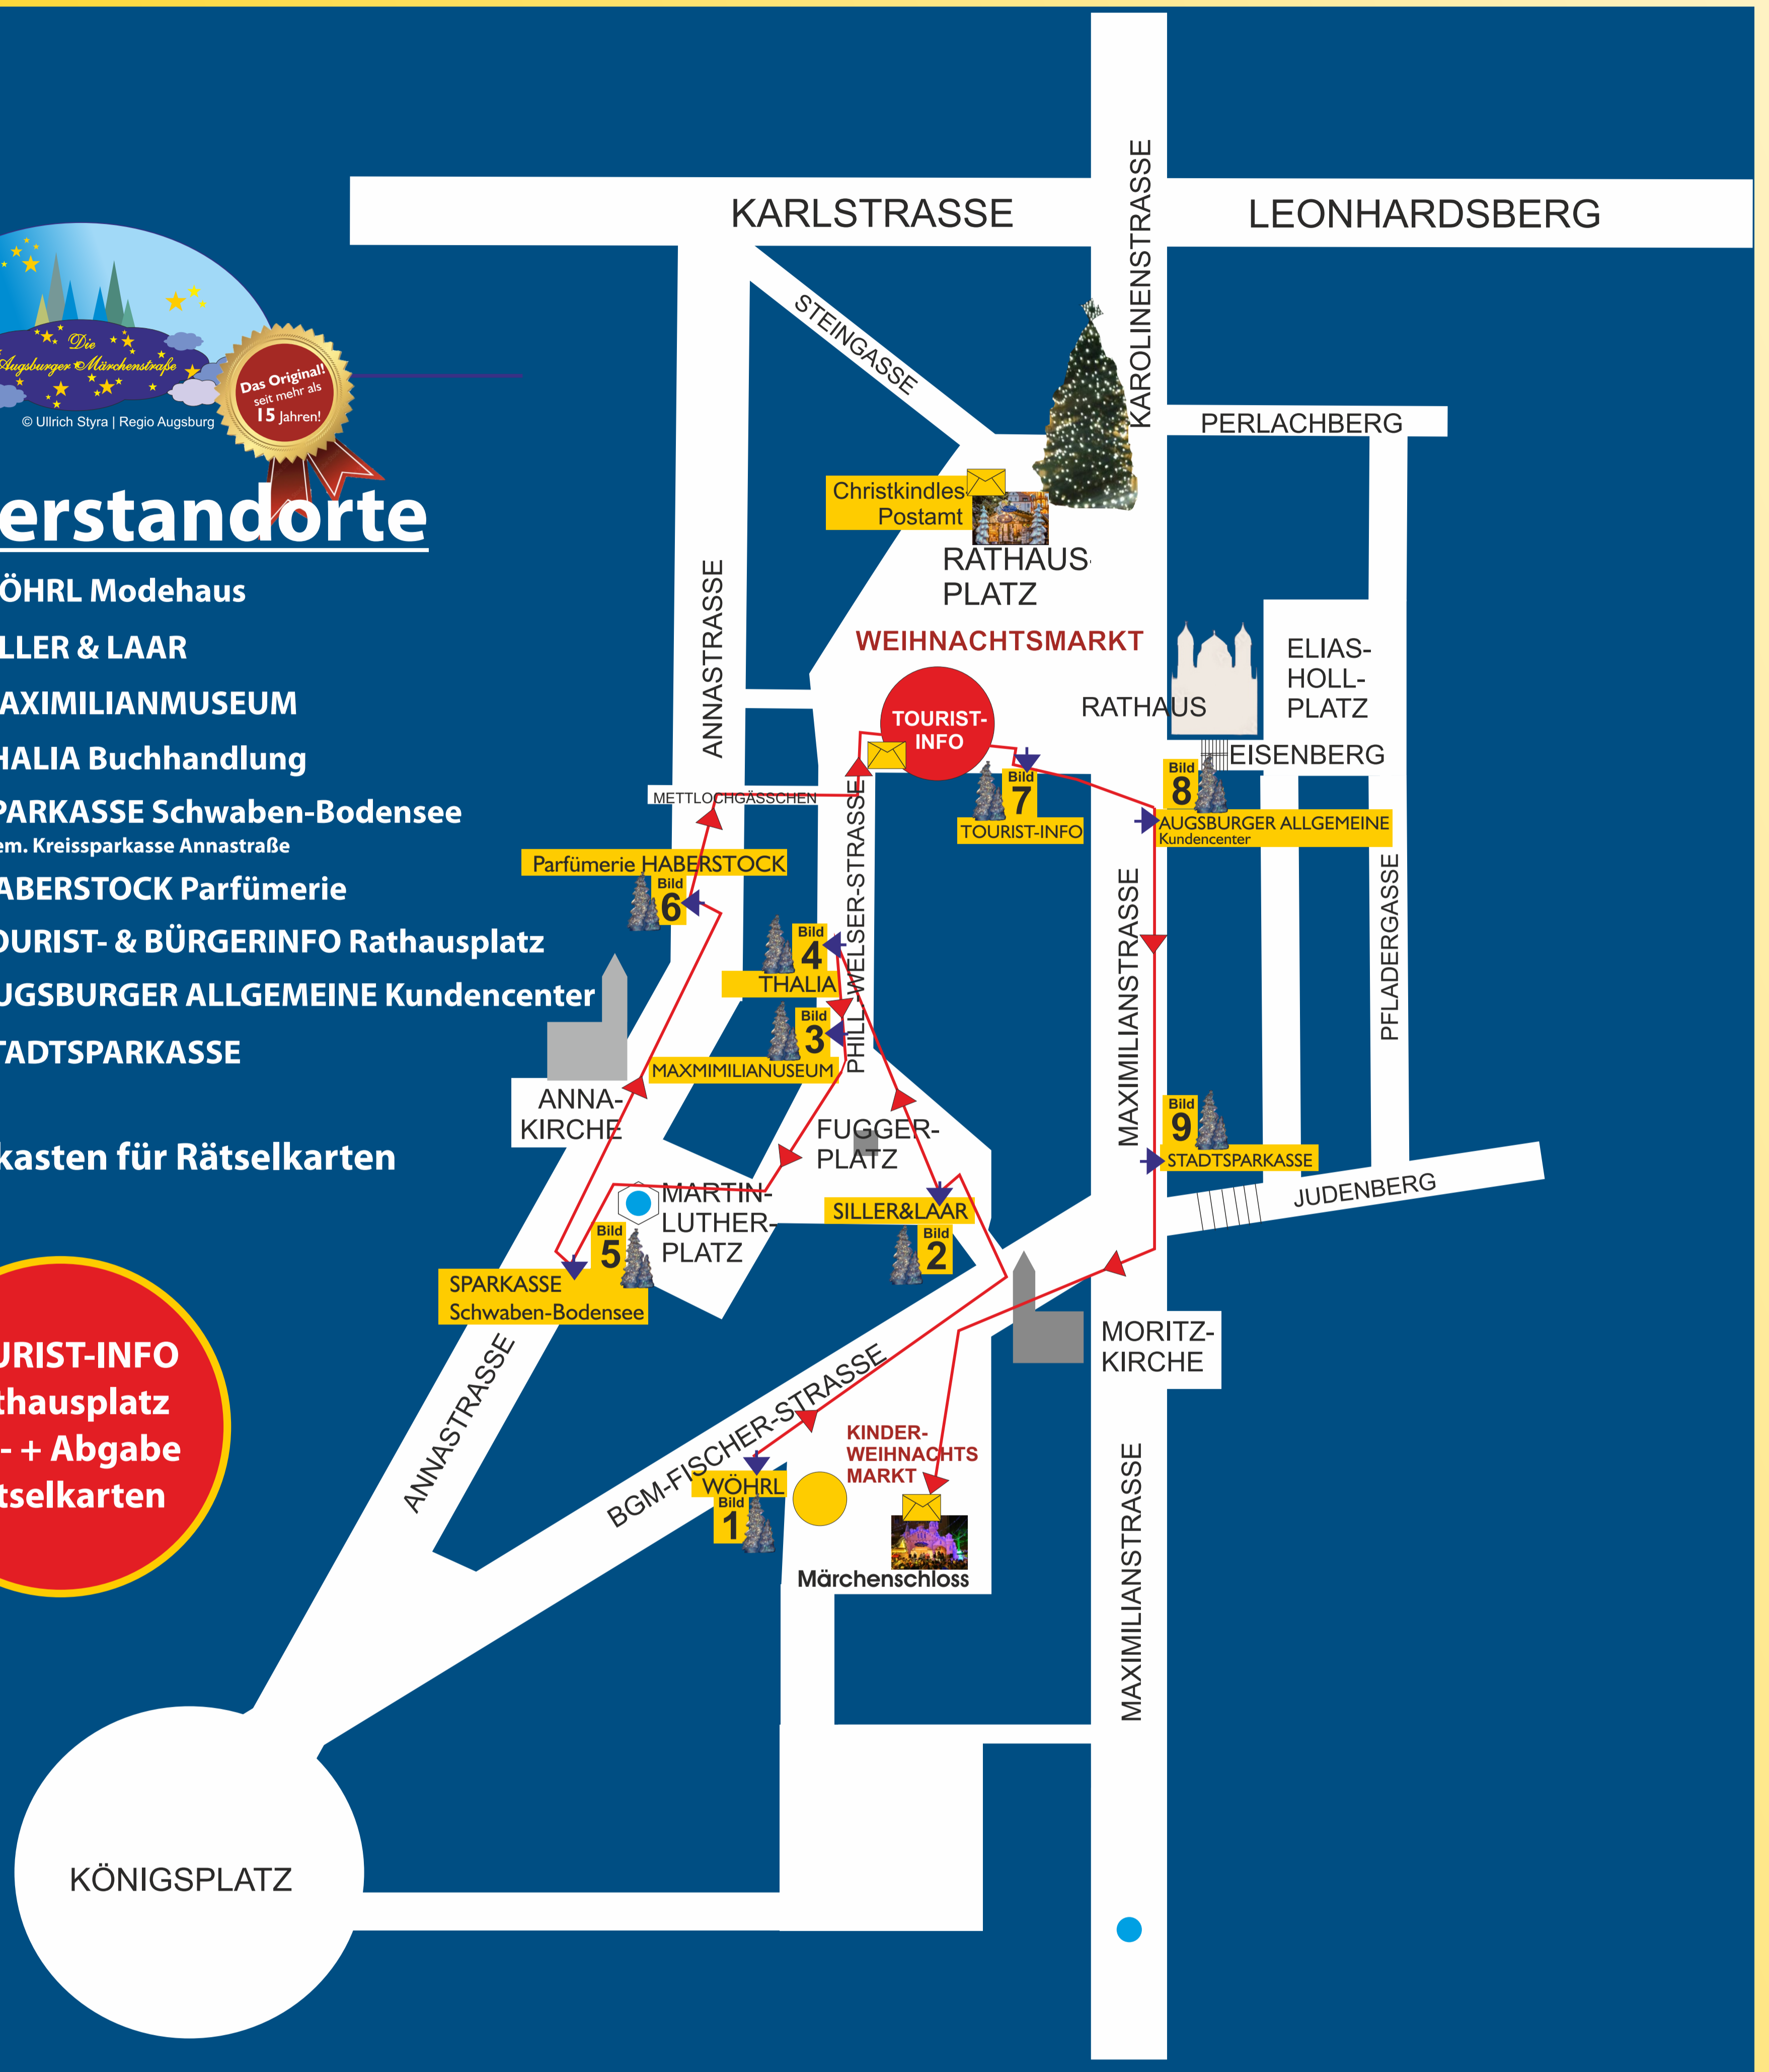 KARLSTRASSE
LEONHARDSBERG
KAROLINENSTRASSE
STEINGASSE
PERLACHBERG
Die
Augsburger Märchenstraße
Das Original!
seit mehr als
15 Jahren!
© Ullrich Styra | Regio Augsburg
erstandorte
ÖHRL Modehaus
LLER & LAAR
AXIMILIANMUSEUM
HALIA Buchhandlung
PARKASSE Schwaben-Bodensee
em. Kreissparkasse Annastraße
ABERSTOCK Parfümerie
OURIST- & BÜRGERINFO Rathausplatz
UGSBURGER ALLGEMEINE Kundencenter
TADTSPARKASSE
kasten für Rätselkarten
URIST-INFO
thausplatz
- + Abgabe
tselkarten
Christkindles
Postamt
RATHAUS-
PLATZ
WEIHNACHTSMARKT
ANNASTRASSE
TOURIST-
INFO
RATHAUS
ELIAS-
HOLL-
PLATZ
EISENBERG
METTLOCHGÄSSCHEN
Bild
7
TOURIST-INFO
Bild
8
AUGSBURGER ALLGEMEINE
Kundencenter
Parfümerie HABERSTOCK
Bild
6
PHILL.-WELSER-STRASSE
MAXIMILIANSTRASSE
PFLADERGASSE
Bild
4
THALIA
Bild
3
MAXMIMILIANUSEUM
ANNA-
KIRCHE
FUGGER-
PLATZ
Bild
9
STADTSPARKASSE
JUDENBERG
MARTIN-
LUTHER-
PLATZ
SILLER&LAAR
Bild
2
Bild
5
SPARKASSE
Schwaben-Bodensee
MORITZ-
KIRCHE
ANNASTRASSE
BGM-FISCHER-STRASSE
KINDER-
WEIHNACHTS
MARKT
WÖHRL
Bild
1
Märchenschloss
MAXIMILIANSTRASSE
KÖNIGSPLATZ